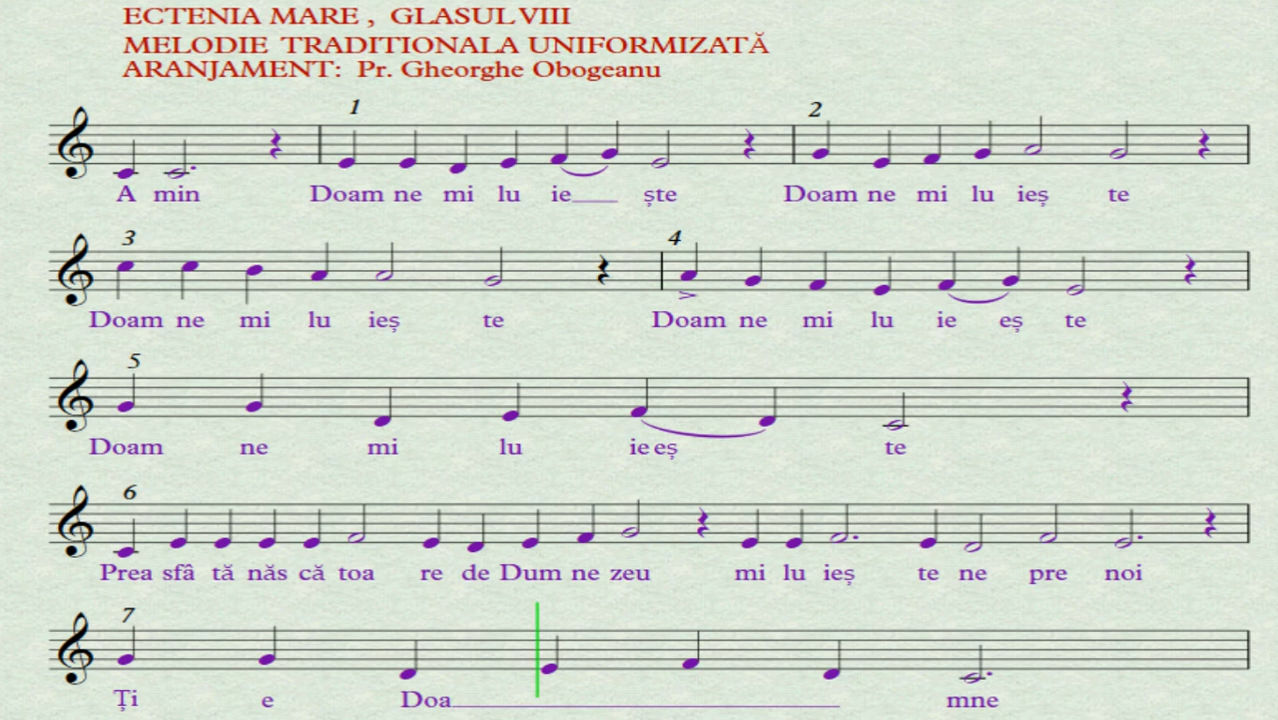 ECTENIA MARE , GLASUL VIII
MELODIE TRADITIONALA UNIFORMIZATĂ
ARANJAMENT: Pr. Gheorghe Obogeanu
1 2
A min Doam ne mi lu ie___ ște Doam ne mi lu ieș te
3 4
Doam ne mi lu ieș te Doam ne mi lu ie eș te
5
Doam ne mi lu ie eș te
6
Prea sfâ tă năs că toa re de Dum ne zeu mi lu ieș te ne pre noi
7
Ți e Doa___ mne